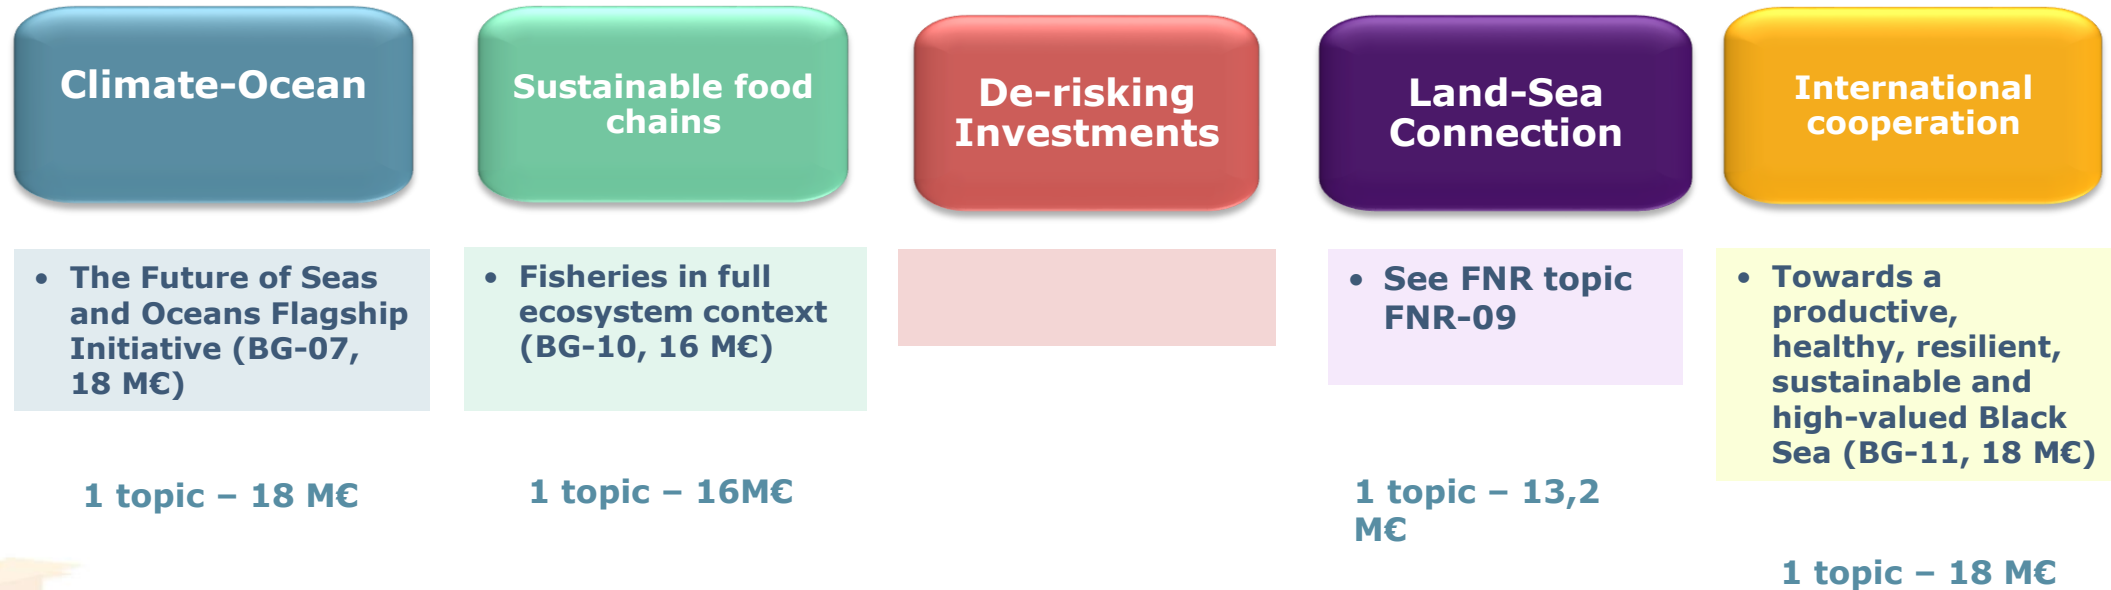 Climate-Ocean
Sustainable food
chains
De-risking
Investments
Land-Sea
Connection
International
cooperation
• The Future of Seas
and Oceans Flagship
Initiative (BG-07,
18 M€)
• Fisheries in full
ecosystem context
(BG-10, 16 M€)
• See FNR topic
FNR-09
• Towards a
productive,
healthy, resilient,
sustainable and
high-valued Black
Sea (BG-11, 18 M€)
1 topic – 18 M€
1 topic – 16M€
1 topic – 13,2
M€
1 topic – 18 M€